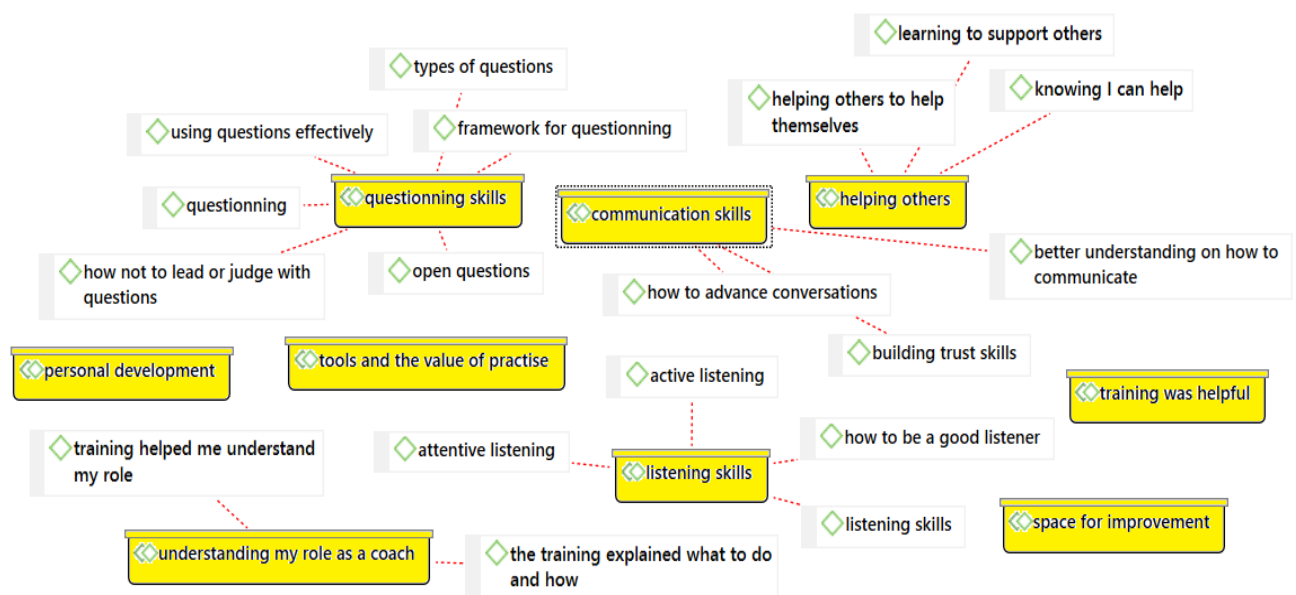 learning to support others
types of questions
knowing I can help
helping others to help
themselves
using questions effectively
framework for questionning
questionning skills
helping others
questionning
communication skills
how not to lead or judge with
questions
open questions
better understanding on how to
communicate
how to advance conversations
building trust skills
personal development
tools and the value of practise
active listening
training was helpful
training helped me understand
my role
attentive listening
how to be a good listener
listening skills
listening skills
space for improvement
understanding my role as a coach
the training explained what to do
and how